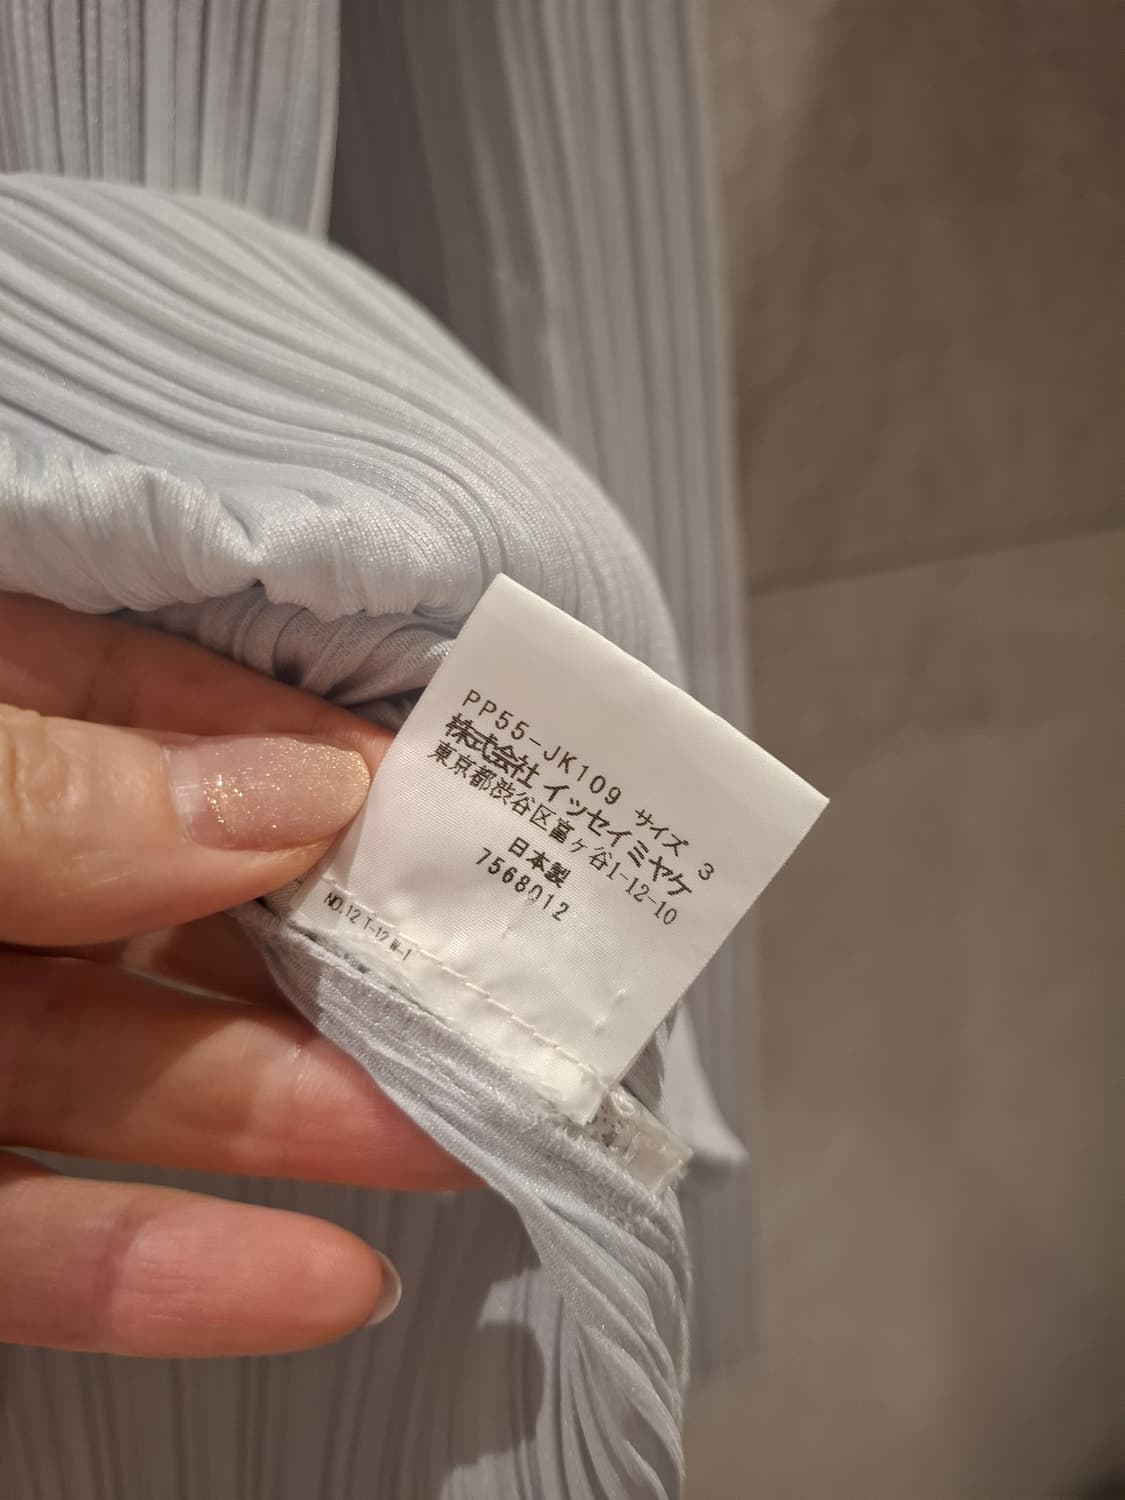 PP55-JK109 サイズ 3
株式会社 イッセイミヤケ
東京都渋谷区富ヶ谷1-12-10
日本製
7568012
NO.12 T-12 W-1